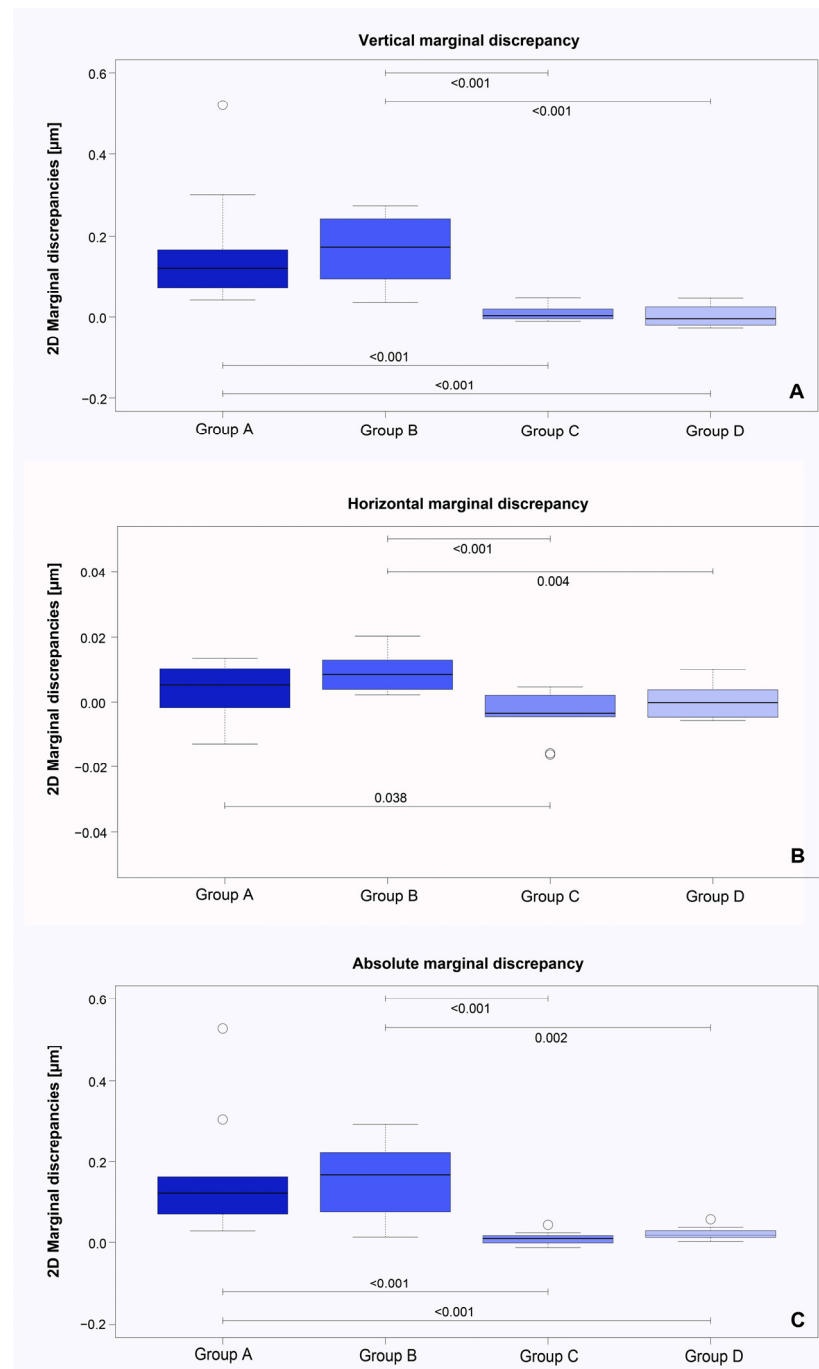 Vertical marginal discrepancy
2D Marginal discrepancies [µm]
0.6
0.4
0.2
0.0
−0.2
<0.001
<0.001
<0.001
<0.001
A
Group A Group B Group C Group D
Horizontal marginal discrepancy
2D Marginal discrepancies [µm]
0.04
0.02
0.00
−0.02
−0.04
<0.001
0.004
0.038
B
Group A Group B Group C Group D
Absolute marginal discrepancy
2D Marginal discrepancies [µm]
0.6
0.4
0.2
0.0
−0.2
<0.001
0.002
<0.001
<0.001
C
Group A Group B Group C Group D